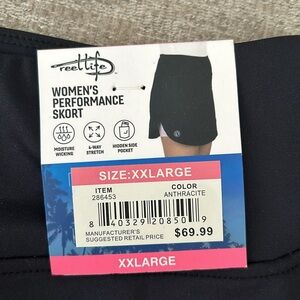 reel life
WOMEN'S
PERFORMANCE
SKORT
MOISTURE
WICKING
4-WAY
STRETCH
HIDDEN SIDE
POCKET
SIZE:XXLARGE
ITEM
286453
COLOR
ANTHRACITE
8 40329 20850 9
MANUFACTURER'S
SUGGESTED RETAIL PRICE
$69.99
XXLARGE